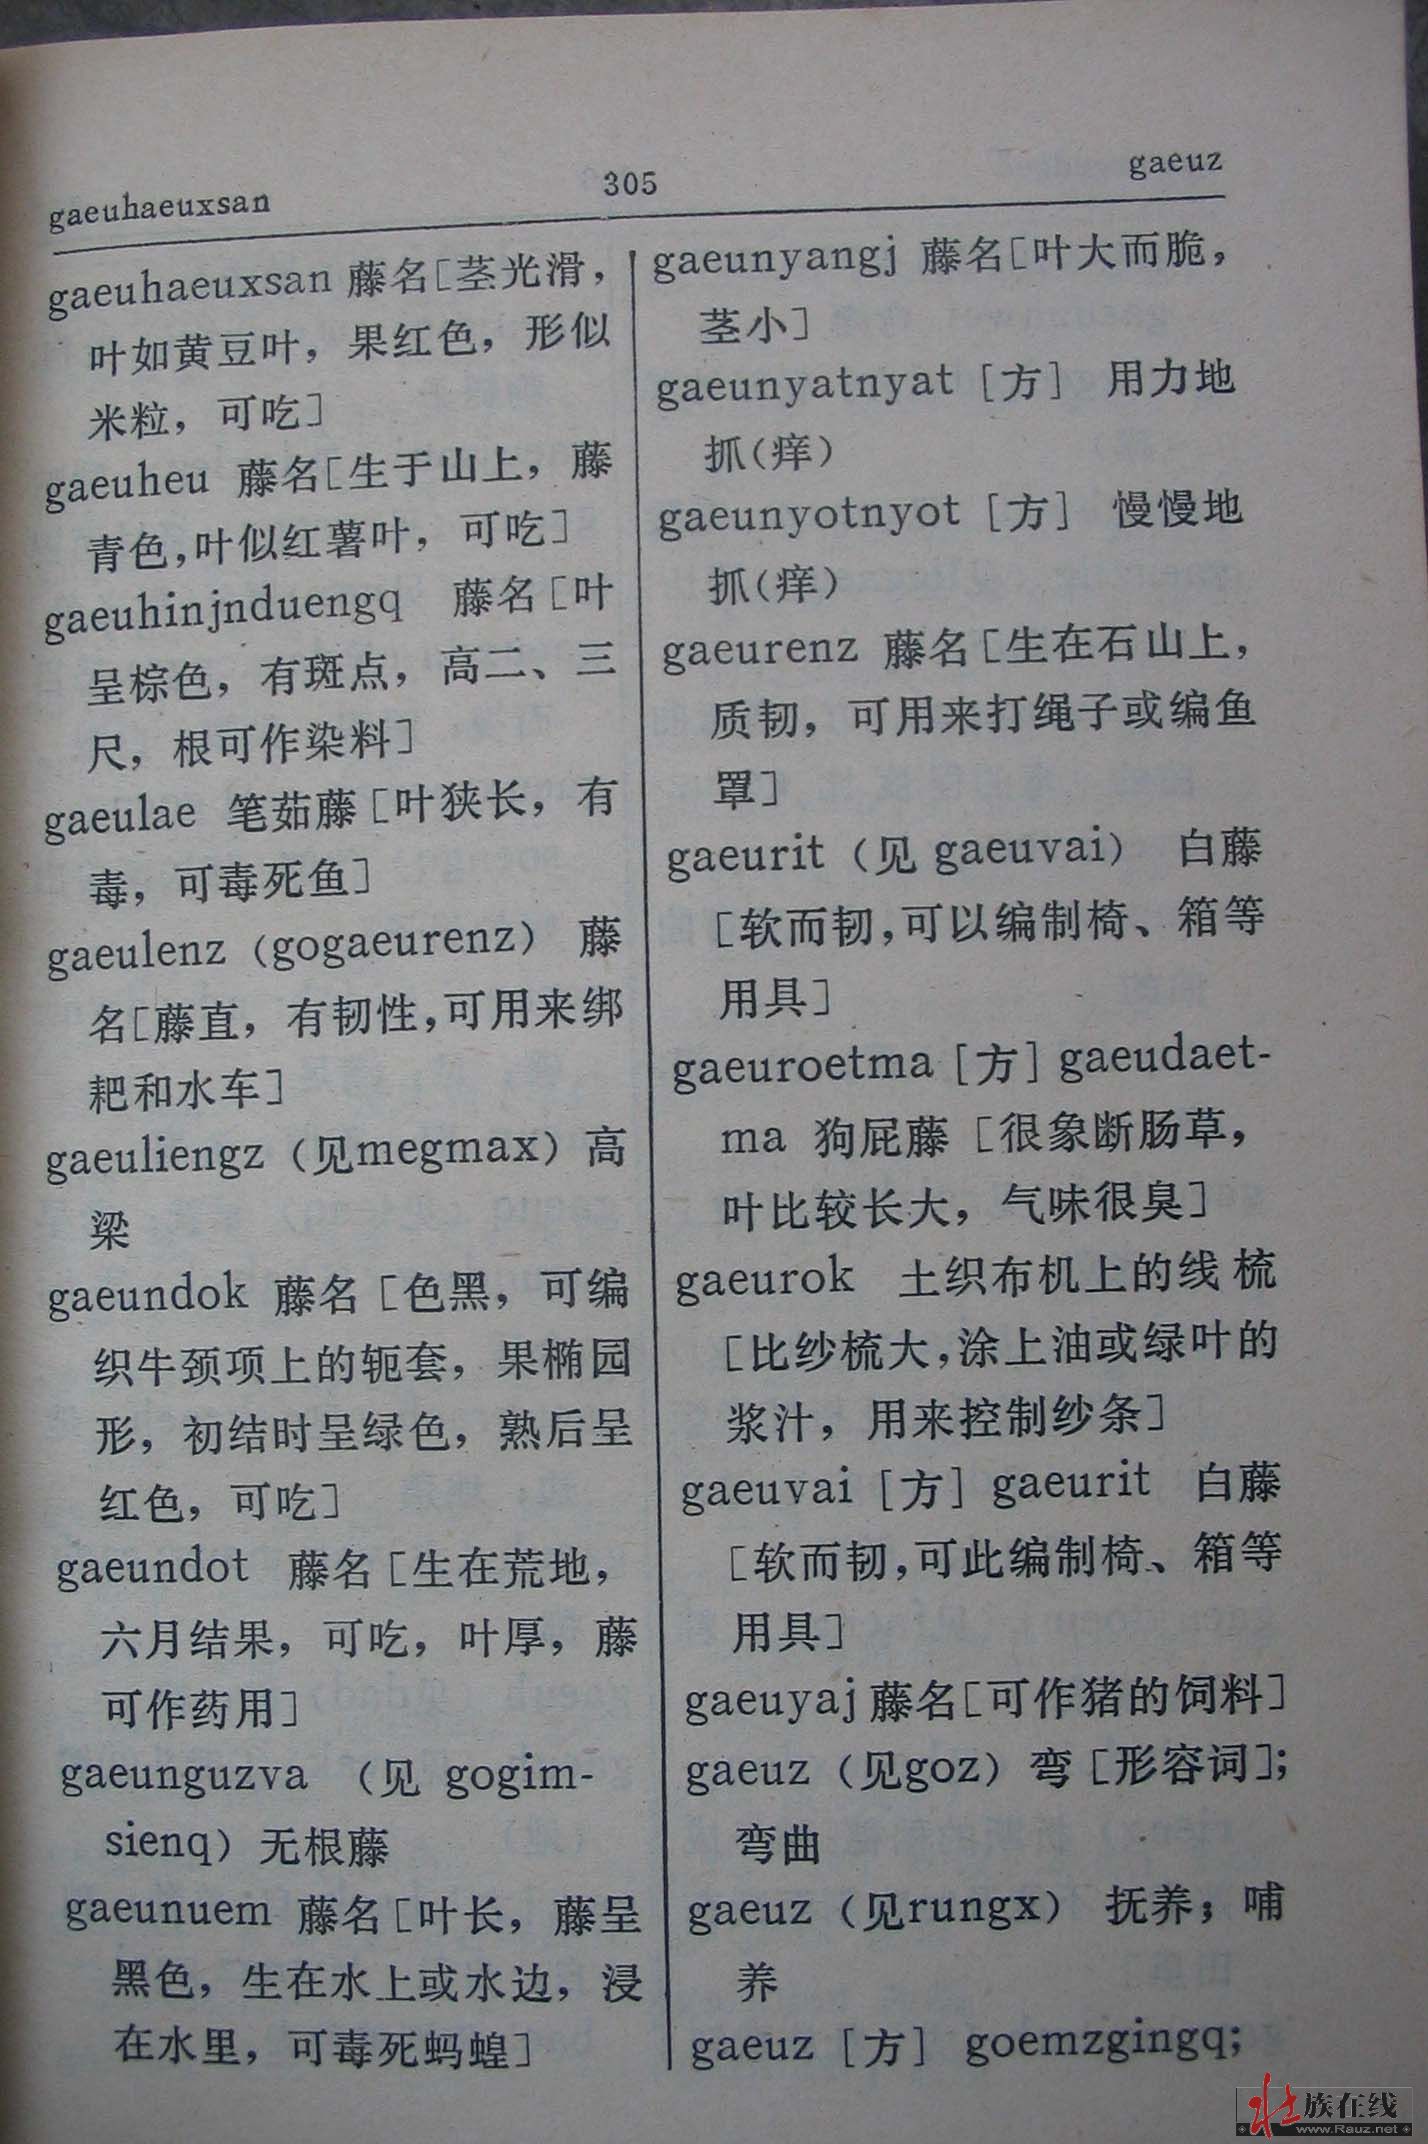 gaeuhaeuxsan 305 gaeuz
gaeuhaeuxsan 藤名[茎光滑，
叶如黄豆叶，果红色，形似
米粒，可吃]
gaeuheu 藤名[生于山上，藤
青色，叶似红薯叶，可吃]
gaeuhinjnduengq 藤名[叶
呈棕色，有斑点，高二、三
尺，根可作染料]
gaeulae 笔茹藤[叶狭长，有
毒，可毒死鱼]
gaeulenz (gogaeurenz) 藤
名[藤直，有韧性，可用来绑
耙和水车]
gaeuliengz (见megmax) 高
梁
gaeundok 藤名[色黑，可编
织牛颈项上的轭套，果椭园
形，初结时呈绿色，熟后呈
红色，可吃]
gaeundot 藤名[生在荒地，
六月结果，可吃，叶厚，藤
可作药用]
gaeunguzva (见 gogim-
sienq) 无根藤
gaeunuem 藤名[叶长，藤呈
黑色，生在水上或水边，浸
在水里，可毒死蚂蝗]
gaeunyangj 藤名[叶大而脆，
茎小]
gaeunyatnyat [方] 用力地
抓(痒)
gaeunyotnyot [方] 慢慢地
抓(痒)
gaeurenz 藤名[生在石山上，
质韧，可用来打绳子或编鱼
罩]
gaeurit (见 gaeuvai) 白藤
[软而韧，可以编制椅、箱等
用具]
gaeuroetma [方] gaeudaet-
ma 狗屁藤 [很象断肠草，
叶比较长大，气味很臭]
gaeurok 土织布机上的线梳
[比纱梳大，涂上油或绿叶的
浆汁，用来控制纱条]
gaeuvai [方] gaeurit 白藤
[软而韧，可此编制椅、箱等
用具]
gaeuyaj 藤名[可作猪的饲料]
gaeuz (见goz) 弯[形容词]；
弯曲
gaeuz (见rungx) 抚养；哺
养
gaeuz [方] goemzgingq;
壮族在线
www.Rauz.net